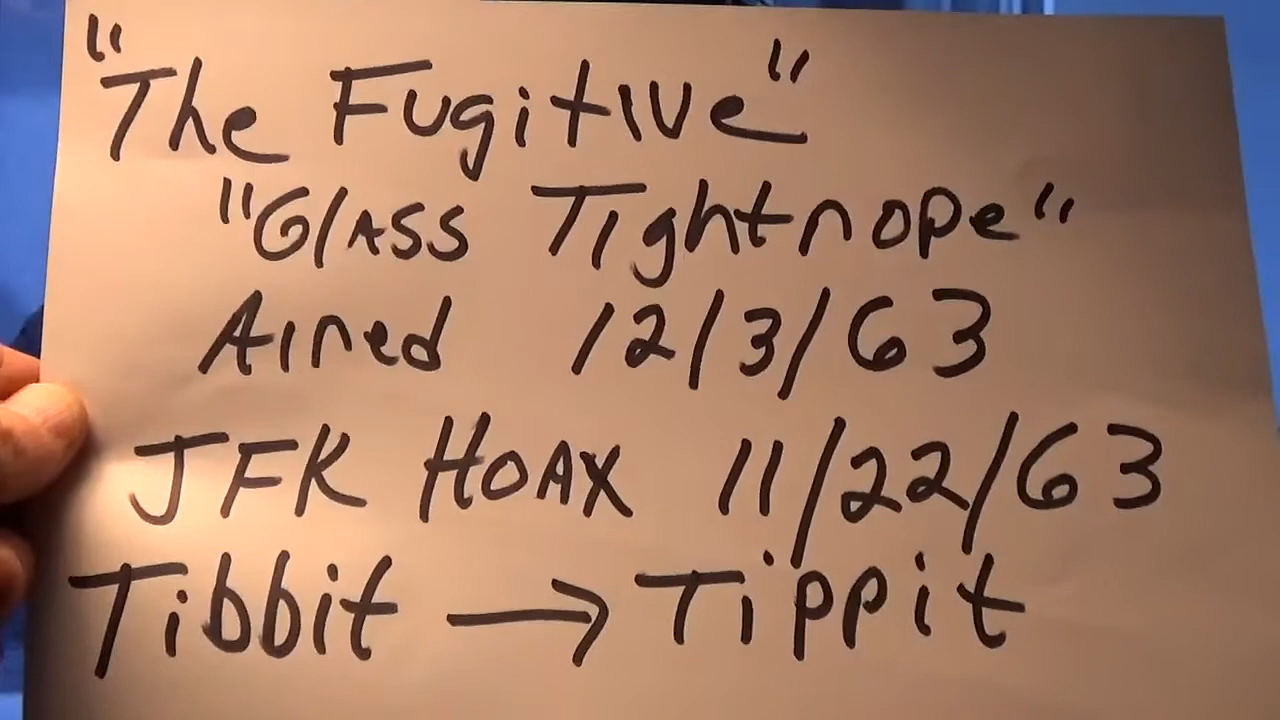 "The Fugitive"
"Glass Tightrope"
Aired 12/3/63
JFK HOAX 11/22/63
Tibbit → Tippit